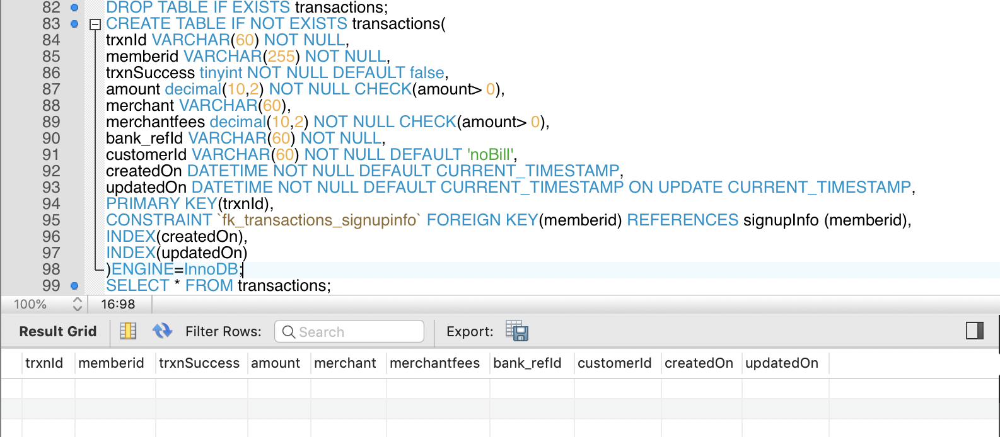 82 DROP TABLE IF EXISTS transactions;
83 CREATE TABLE IF NOT EXISTS transactions(
84 trxnId VARCHAR(60) NOT NULL,
85 memberid VARCHAR(255) NOT NULL,
86 trxnSuccess tinyint NOT NULL DEFAULT false,
87 amount decimal(10,2) NOT NULL CHECK(amount> 0),
88 merchant VARCHAR(60),
89 merchantfees decimal(10,2) NOT NULL CHECK(amount> 0),
90 bank_refId VARCHAR(60) NOT NULL,
91 customerId VARCHAR(60) NOT NULL DEFAULT 'noBill',
92 createdOn DATETIME NOT NULL DEFAULT CURRENT_TIMESTAMP,
93 updatedOn DATETIME NOT NULL DEFAULT CURRENT_TIMESTAMP ON UPDATE CURRENT_TIMESTAMP,
94 PRIMARY KEY(trxnId),
95 CONSTRAINT `fk_transactions_signupinfo` FOREIGN KEY(memberid) REFERENCES signupInfo (memberid),
96 INDEX(createdOn),
97 INDEX(updatedOn)
98 )ENGINE=InnoDB;
99 SELECT * FROM transactions;
100% 16:98
Result Grid Filter Rows: Search Export:
trxnId memberid trxnSuccess amount merchant merchantfees bank_refId customerId createdOn updatedOn